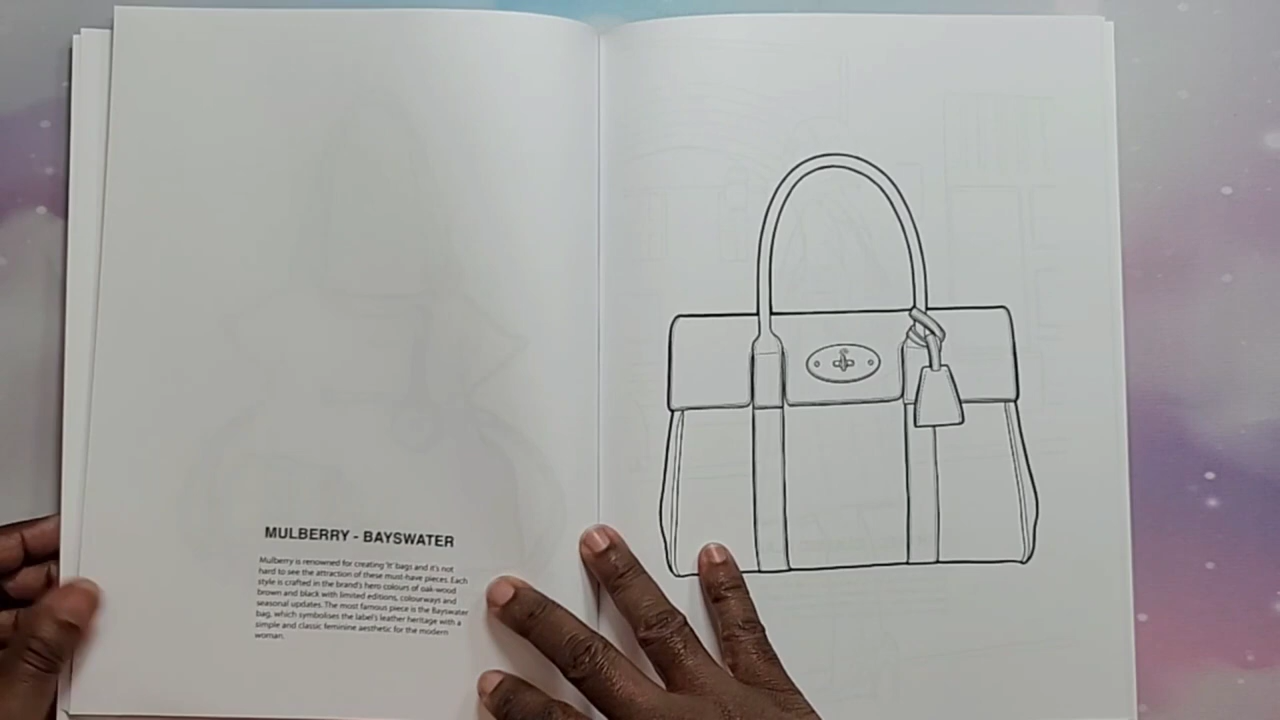 MULBERRY - BAYSWATER
Mulberry is renowned for creating 'It' bags and it's not
hard to see the attraction of these must-have pieces. Each
style is crafted in the brand's hero colours of oak-wood
brown and black with limited editions, colourways and
seasonal updates. The most famous piece is the Bayswater
bag, which symbolises the label's leather heritage with a
simple and classic feminine aesthetic for the modern
woman.